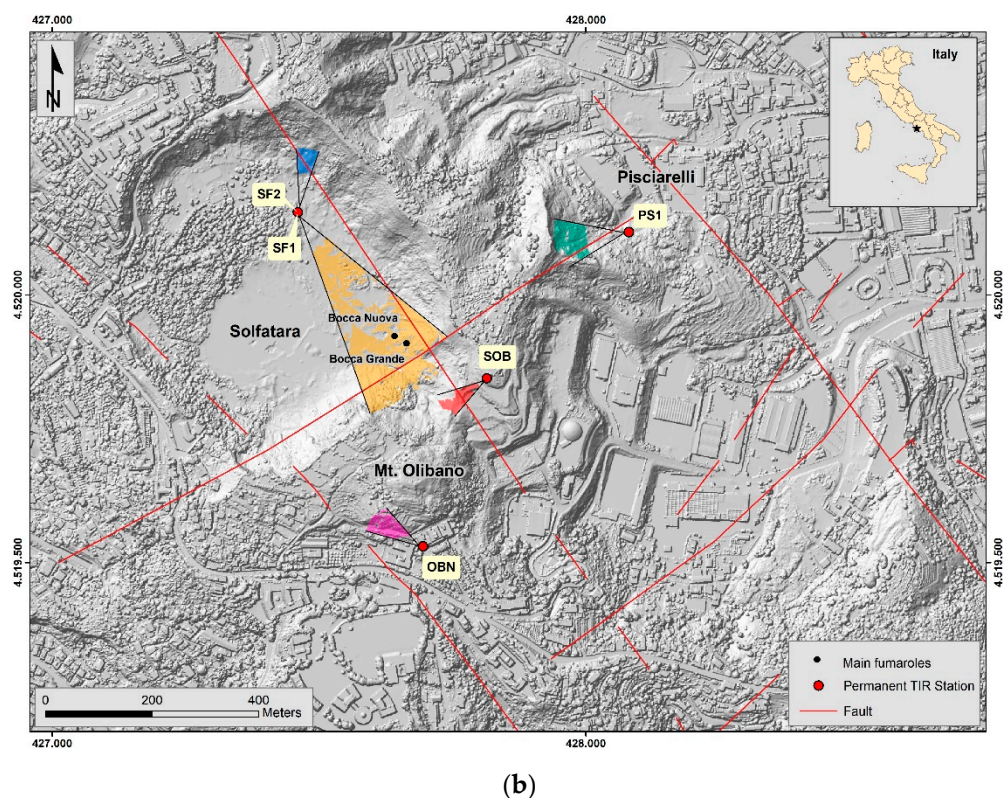 427.000
428.000
N
Italy
Pisciarelli
SF2
PS1
SF1
4.520.000
4.520.000
Bocca Nuova
Solfatara
Bocca Grande
SOB
Mt. Olibano
4.519.500
4.519.500
OBN
Main fumaroles
Permanent TIR Station
Fault
0 200 400
Meters
427.000
428.000
(b)